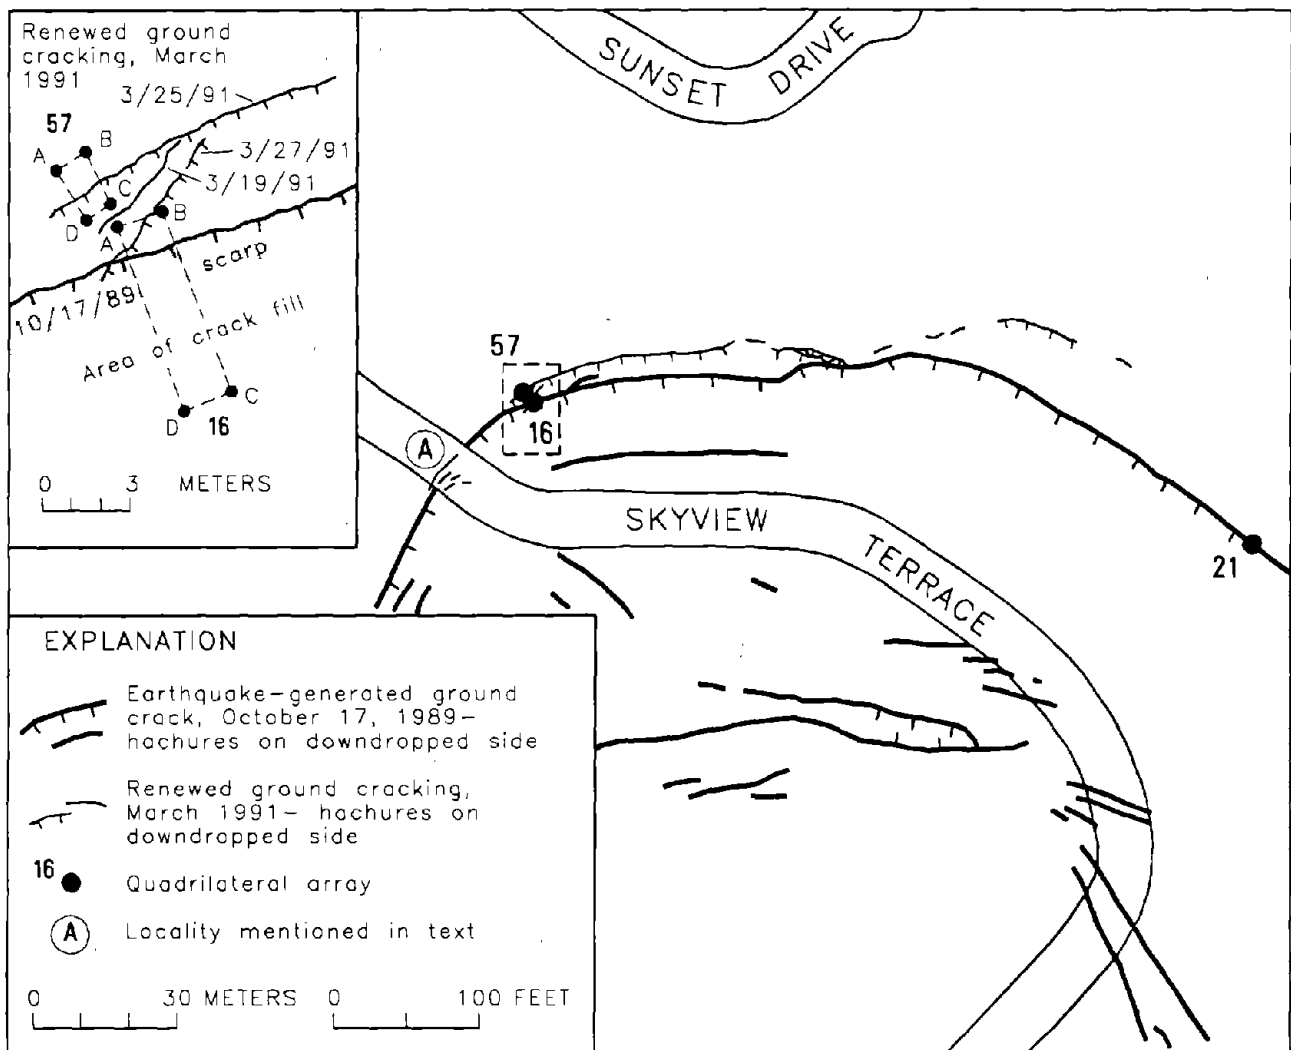 Renewed ground
cracking, March
1991
3/25/91
57
A
B
3/27/91
3/19/91
C
D
A
B
scarp
10/17/89
Area of crack fill
C
D
16
0 3 METERS
SUNSET DRIVE
57
16
A
SKYVIEW
TERRACE
21
EXPLANATION
Earthquake-generated ground
crack, October 17, 1989-
hachures on downdropped side
Renewed ground cracking,
March 1991- hachures on
downdropped side
16
Quadrilateral array
A
Locality mentioned in text
0 30 METERS 0 100 FEET